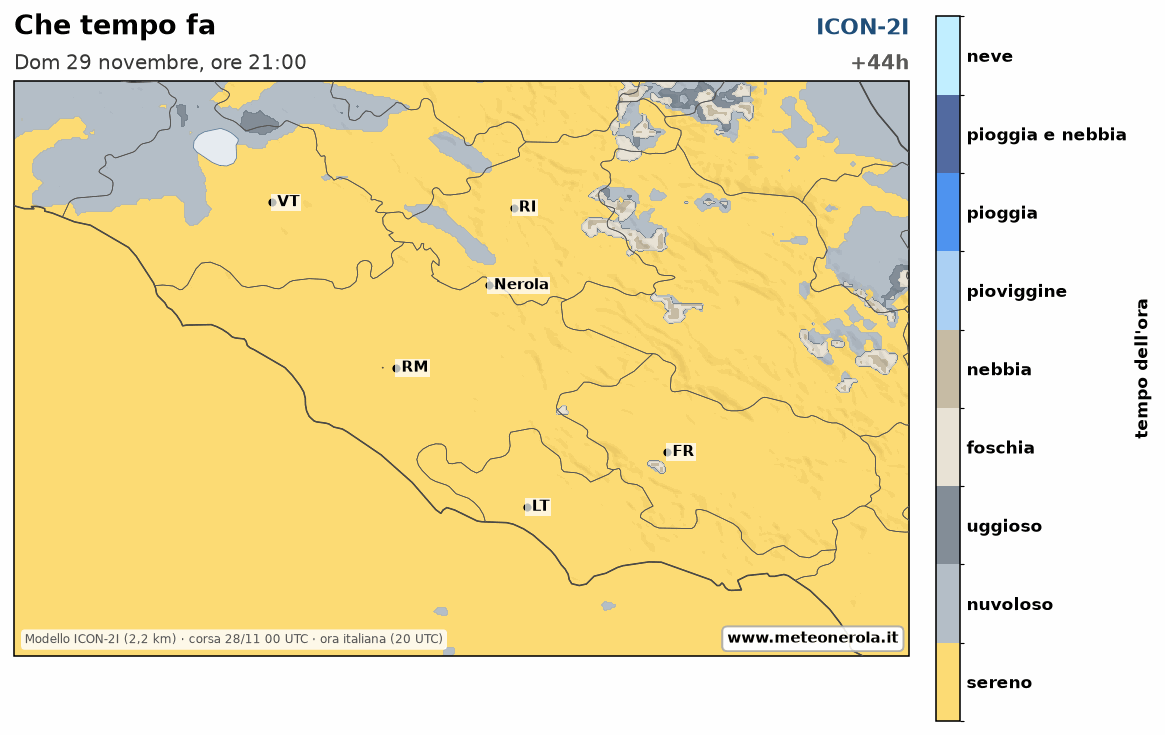 Che tempo fa
ICON-2I
Dom 29 novembre, ore 21:00
+44h
VT
RI
Nerola
RM
FR
LT
Modello ICON-2I (2,2 km) · corsa 28/11 00 UTC · ora italiana (20 UTC)
www.meteonerola.it
neve
pioggia e nebbia
pioggia
pioviggine
nebbia
foschia
uggioso
nuvoloso
sereno
tempo dell'ora